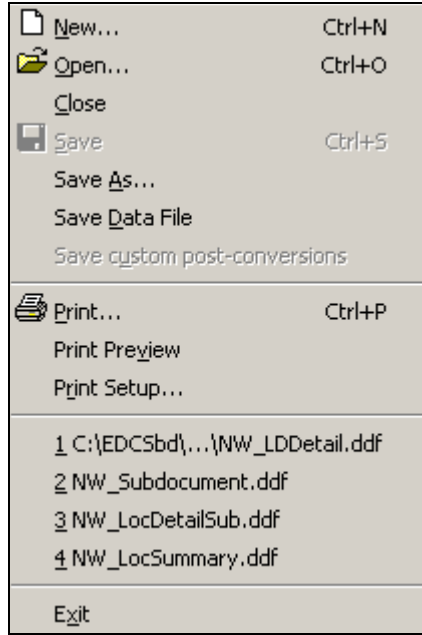 New... Ctrl+N
Open... Ctrl+O
Close
Save Ctrl+S
Save As...
Save Data File
Save custom post-conversions
Print... Ctrl+P
Print Preview
Print Setup...
1 C:\EDCSbd\...\NW_LDDetail.ddf
2 NW_Subdocument.ddf
3 NW_LocDetailSub.ddf
4 NW_LocSummary.ddf
Exit